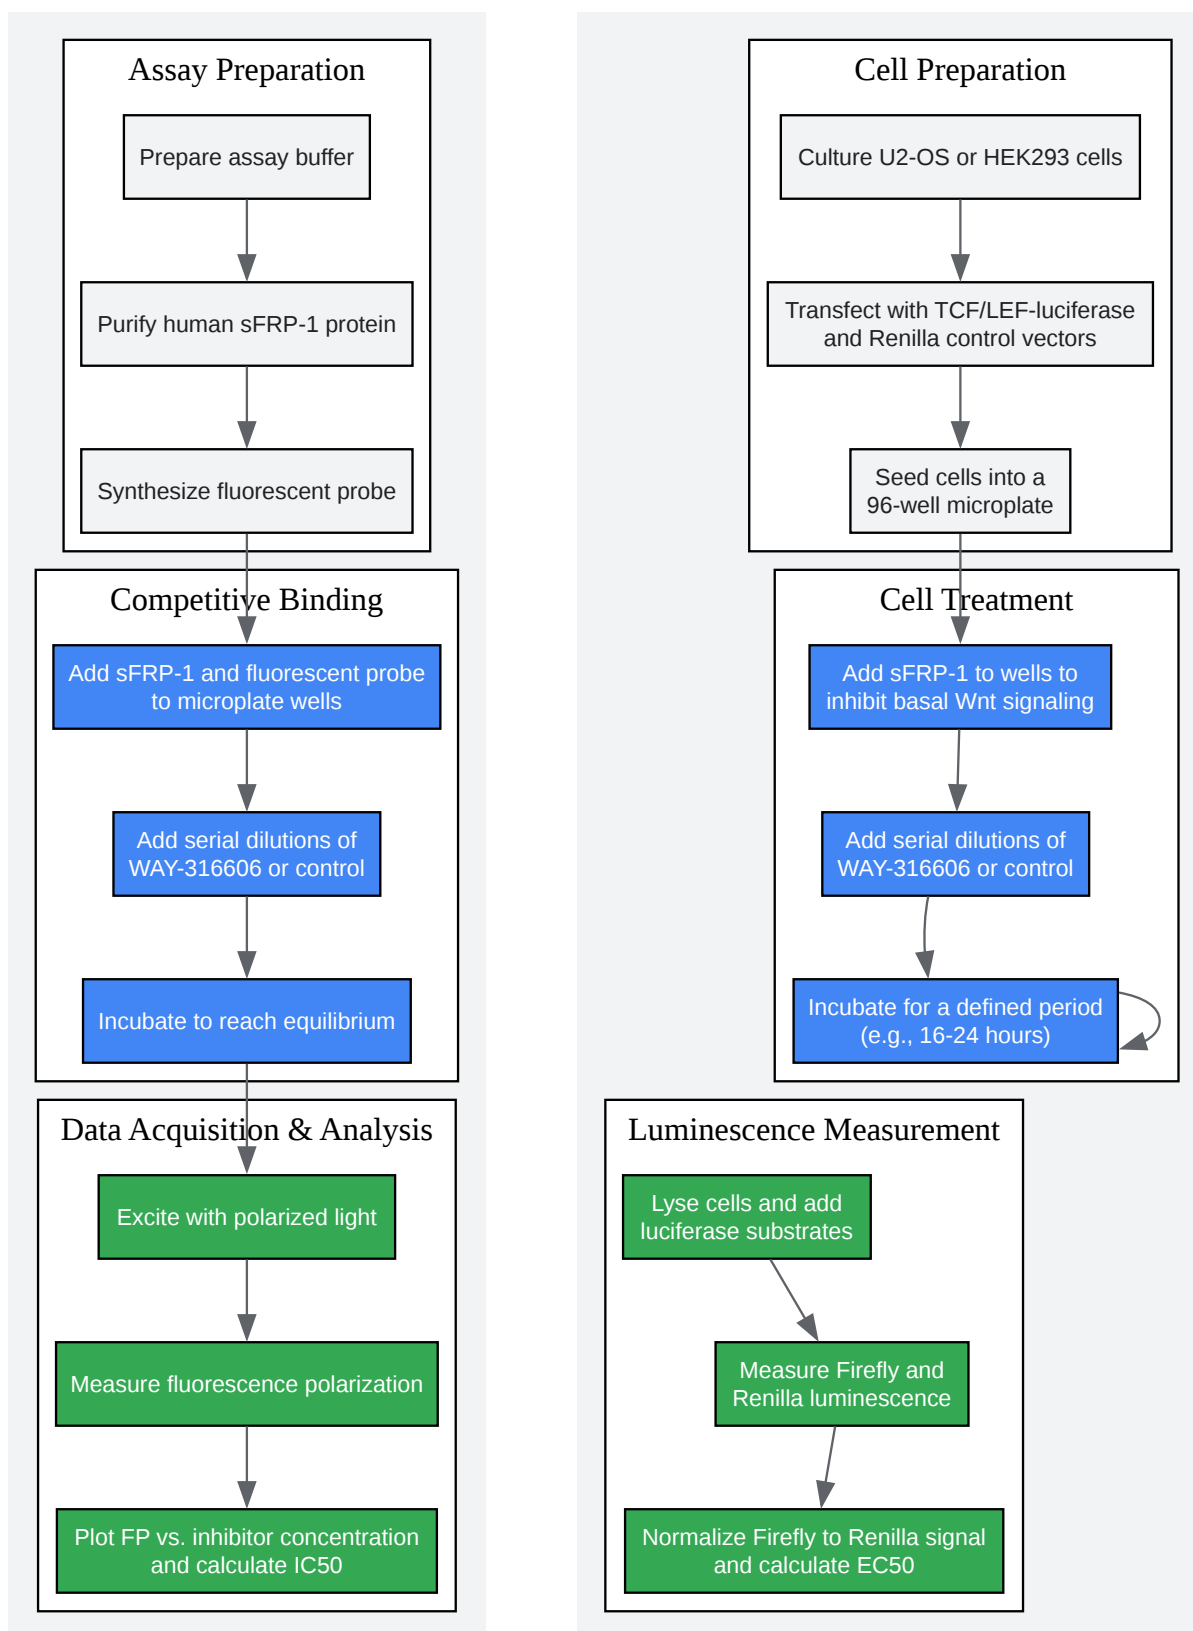 Assay Preparation
Prepare assay buffer
Purify human sFRP-1 protein
Synthesize fluorescent probe
Competitive Binding
Add sFRP-1 and fluorescent probe
to microplate wells
Add serial dilutions of
WAY-316606 or control
Incubate to reach equilibrium
Data Acquisition & Analysis
Excite with polarized light
Measure fluorescence polarization
Plot FP vs. inhibitor concentration
and calculate IC50
Cell Preparation
Culture U2-OS or HEK293 cells
Transfect with TCF/LEF-luciferase
and Renilla control vectors
Seed cells into a
96-well microplate
Cell Treatment
Add sFRP-1 to wells to
inhibit basal Wnt signaling
Add serial dilutions of
WAY-316606 or control
Incubate for a defined period
(e.g., 16-24 hours)
Luminescence Measurement
Lyse cells and add
luciferase substrates
Measure Firefly and
Renilla luminescence
Normalize Firefly to Renilla signal
and calculate EC50